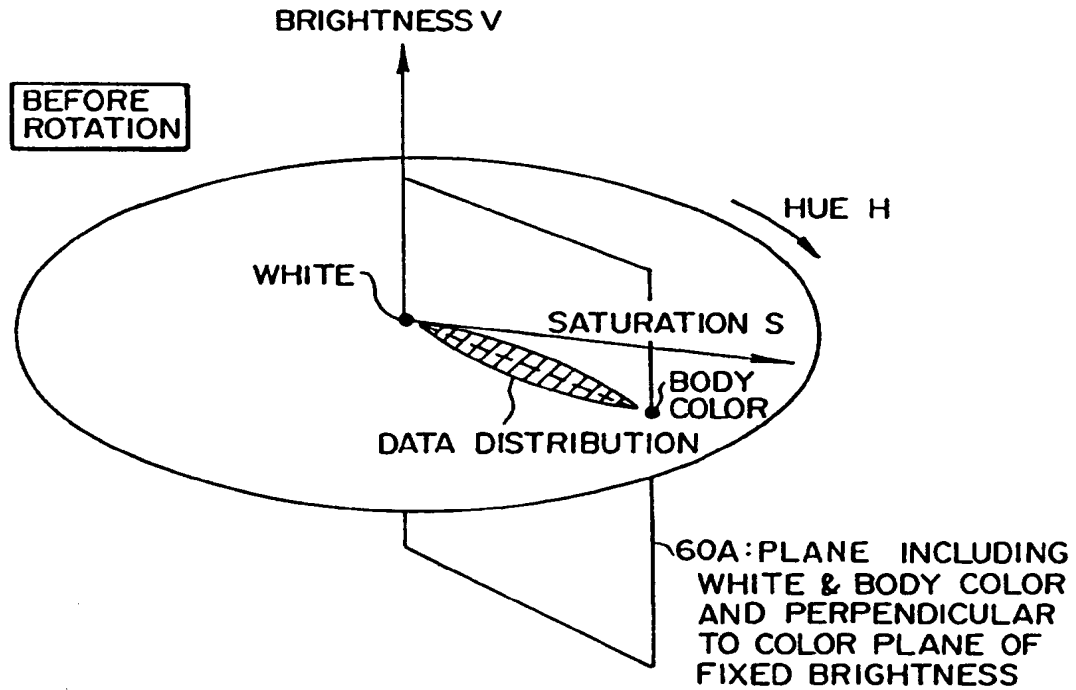 BRIGHTNESS V
BEFORE
ROTATION
HUE H
WHITE
SATURATION S
BODY
COLOR
DATA DISTRIBUTION
60A: PLANE INCLUDING
WHITE & BODY COLOR
AND PERPENDICULAR
TO COLOR PLANE OF
FIXED BRIGHTNESS